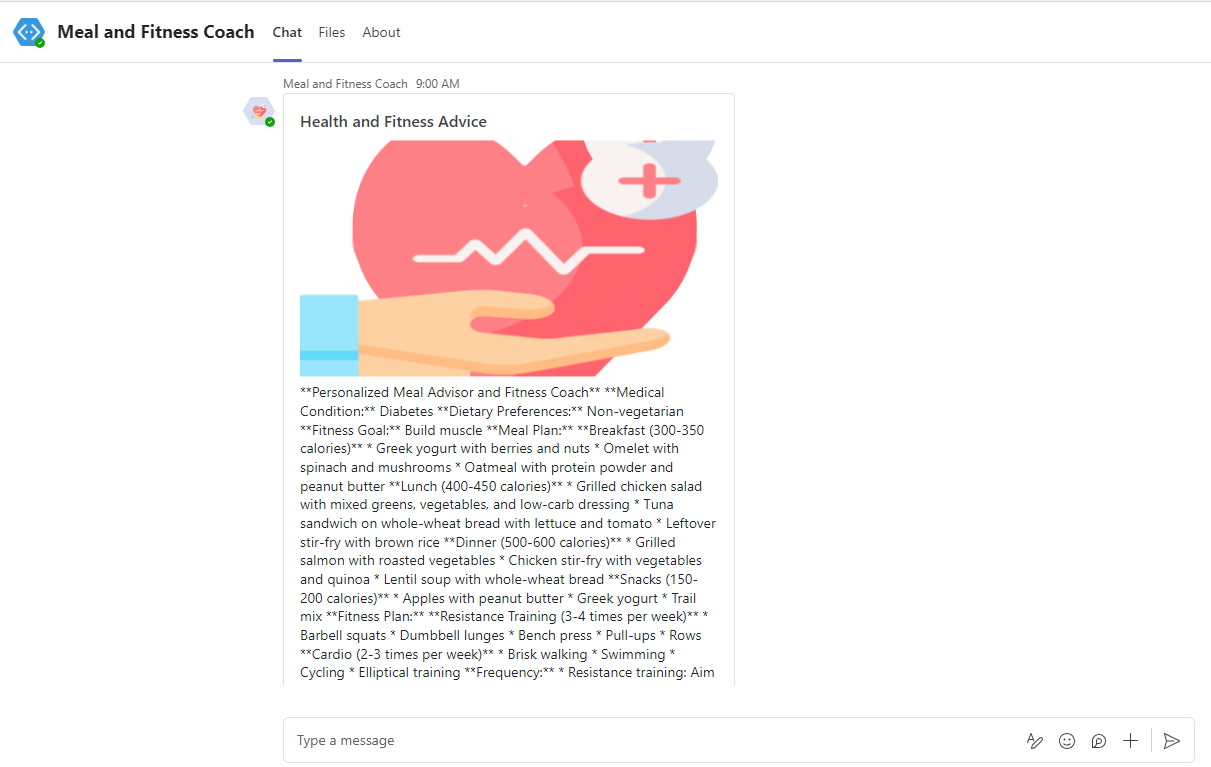 Meal and Fitness Coach Chat Files About
Meal and Fitness Coach 9:00 AM
Health and Fitness Advice
**Personalized Meal Advisor and Fitness Coach** **Medical
Condition:** Diabetes **Dietary Preferences:** Non-vegetarian
**Fitness Goal:** Build muscle **Meal Plan:** **Breakfast (300-350
calories)** * Greek yogurt with berries and nuts * Omelet with
spinach and mushrooms * Oatmeal with protein powder and
peanut butter **Lunch (400-450 calories)** * Grilled chicken salad
with mixed greens, vegetables, and low-carb dressing * Tuna
sandwich on whole-wheat bread with lettuce and tomato * Leftover
stir-fry with brown rice **Dinner (500-600 calories)** * Grilled
salmon with roasted vegetables * Chicken stir-fry with vegetables
and quinoa * Lentil soup with whole-wheat bread **Snacks (150-
200 calories)** * Apples with peanut butter * Greek yogurt * Trail
mix **Fitness Plan:** **Resistance Training (3-4 times per week)** *
Barbell squats * Dumbbell lunges * Bench press * Pull-ups * Rows
**Cardio (2-3 times per week)** * Brisk walking * Swimming *
Cycling * Elliptical training **Frequency:** * Resistance training: Aim
Type a message